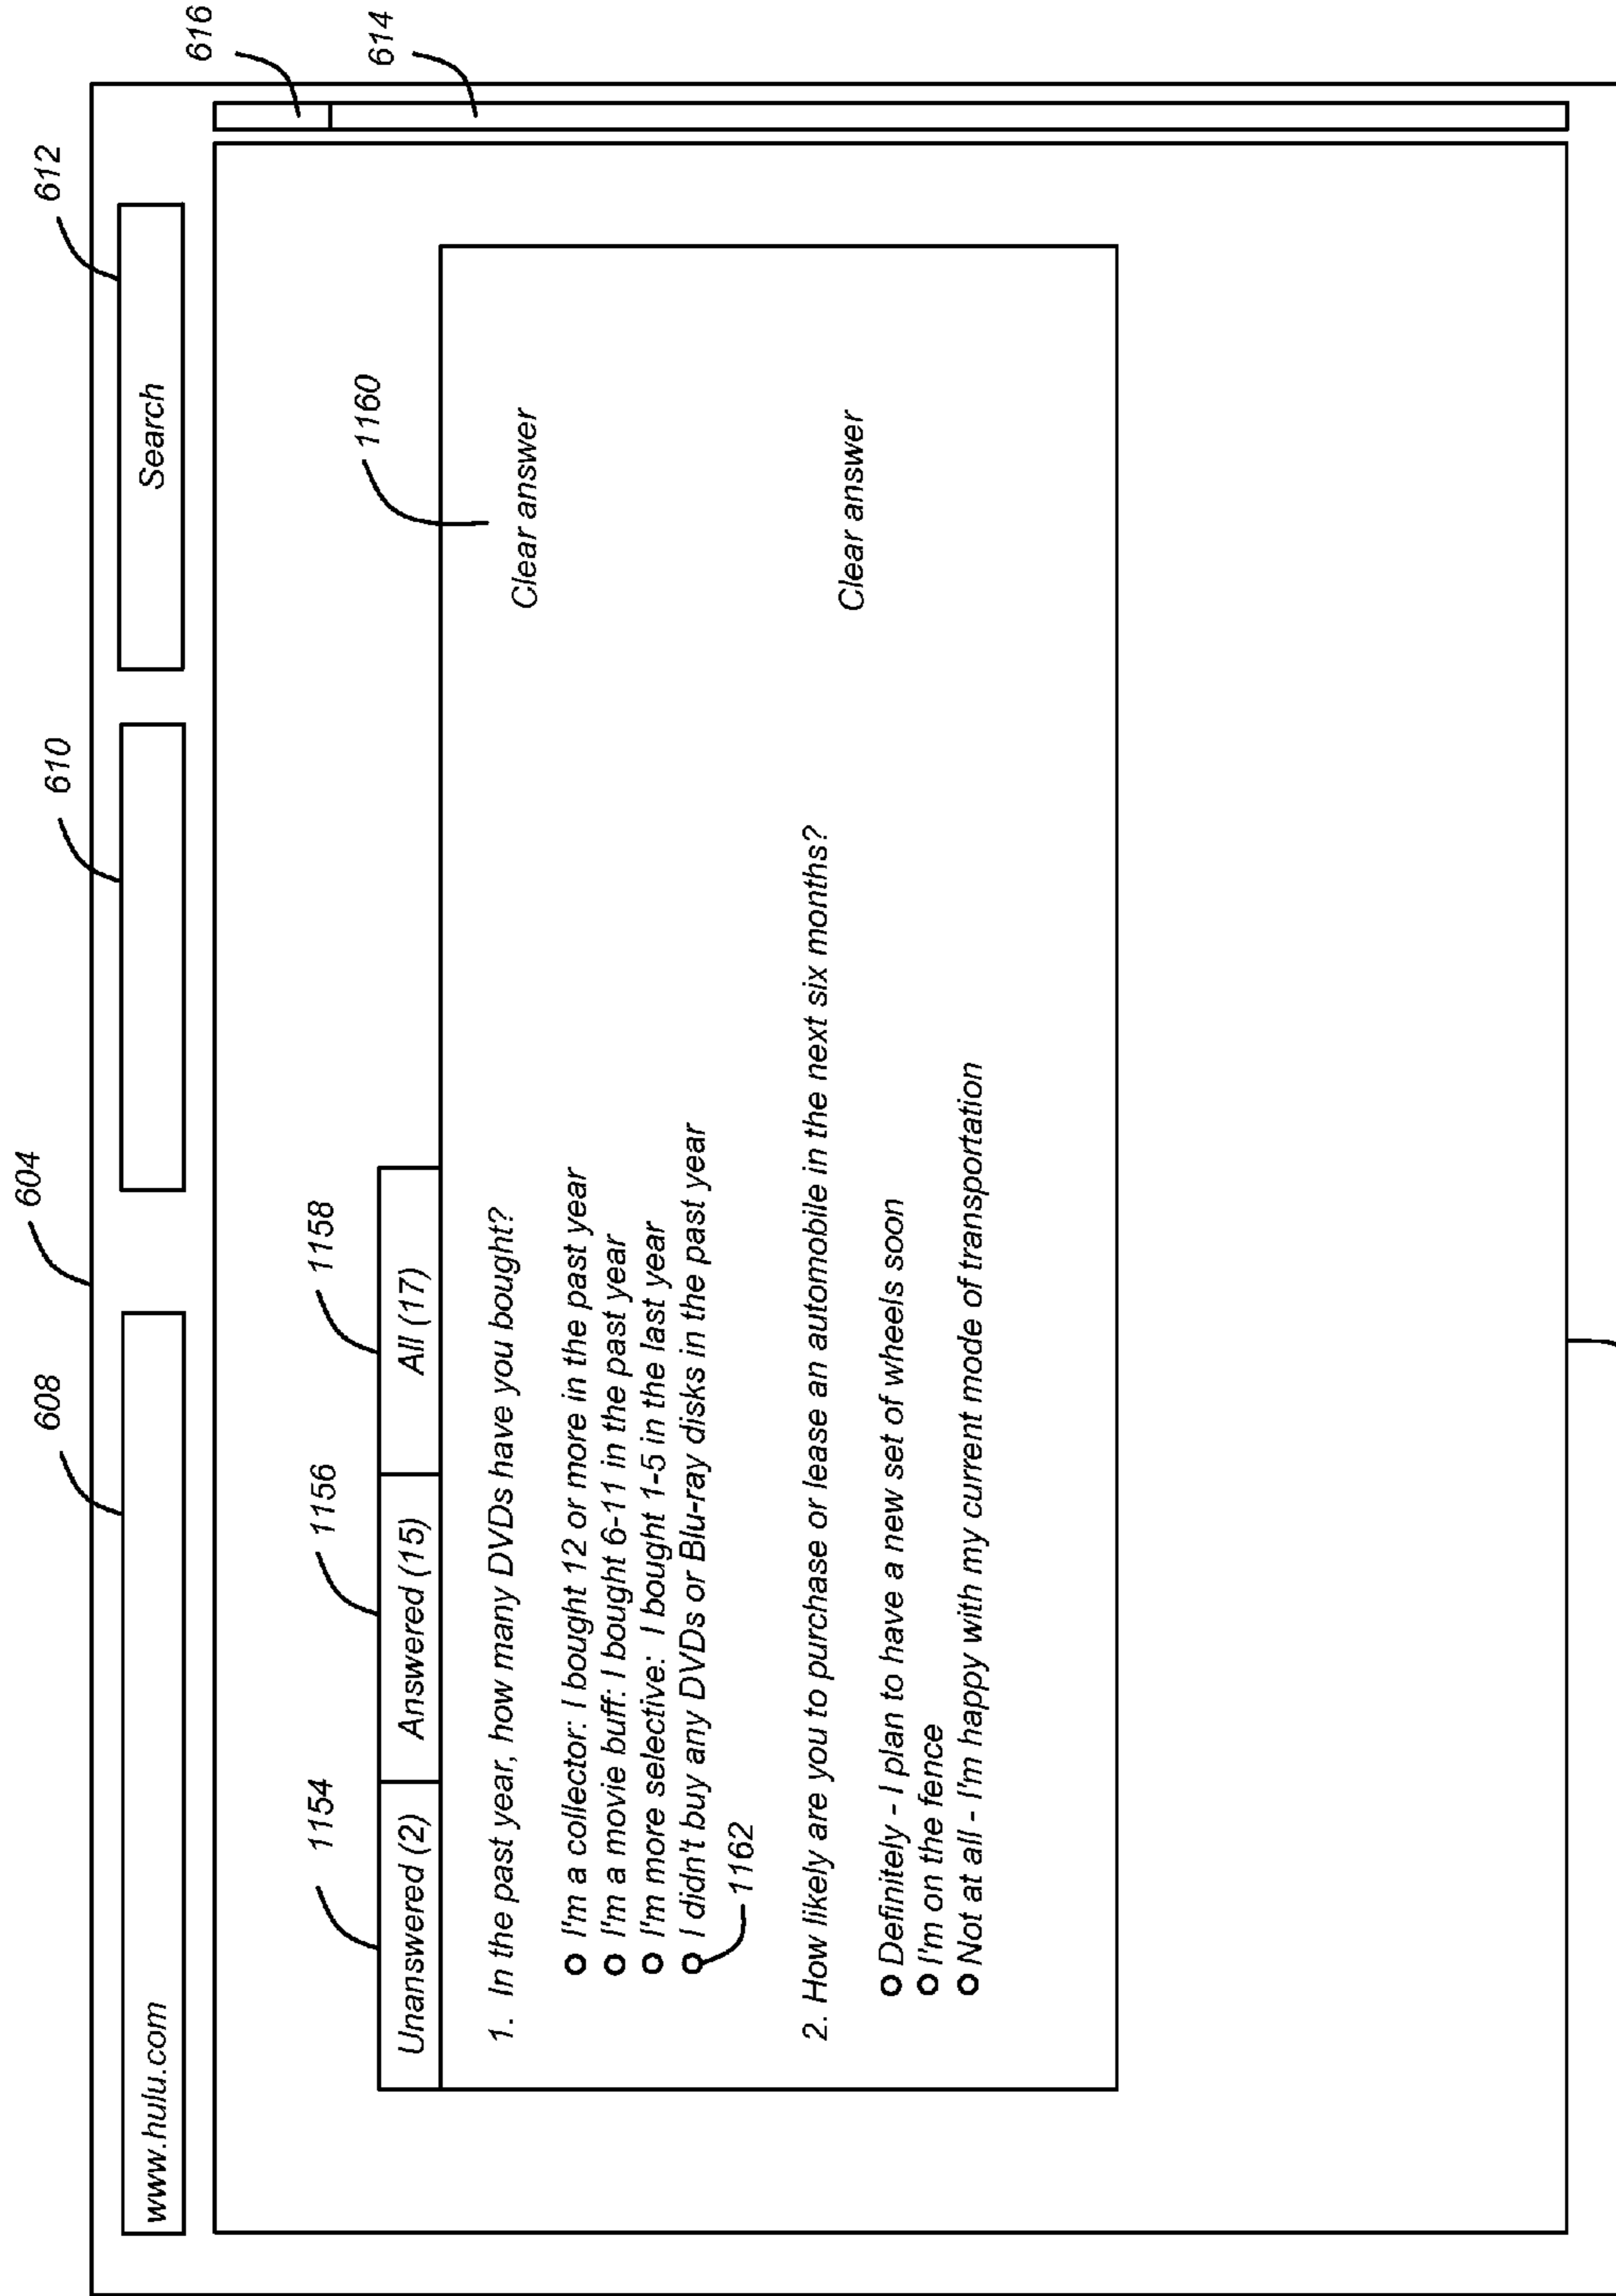 604
608
610
612
616
www.hulu.com
Search
614
1154
1156
1158
1160
Unanswered (2)
Answered (15)
All (17)
1. In the past year, how many DVDs have you bought?
Clear answer
I'm a collector: I bought 12 or more in the past year
I'm a movie buff: I bought 6-11 in the past year
I'm more selective: I bought 1-5 in the last year
I didn't buy any DVDs or Blu-ray disks in the past year
1162
2. How likely are you to purchase or lease an automobile in the next six months?
Clear answer
Definitely - I plan to have a new set of wheels soon
I'm on the fence
Not at all - I'm happy with my current mode of transportation